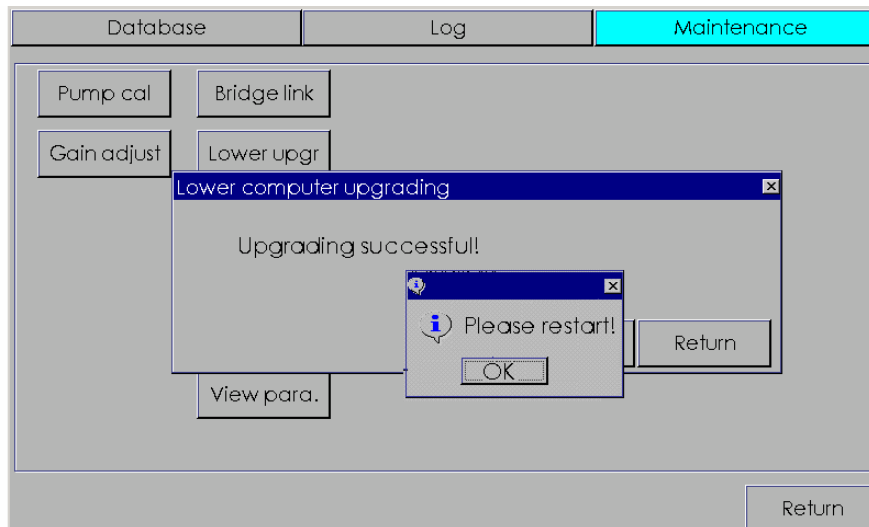 Database
Log
Maintenance
Pump cal
Bridge link
Gain adjust
Lower upgr
Lower computer upgrading
Upgrading successful!
Please restart!
OK
Return
View para.
Return